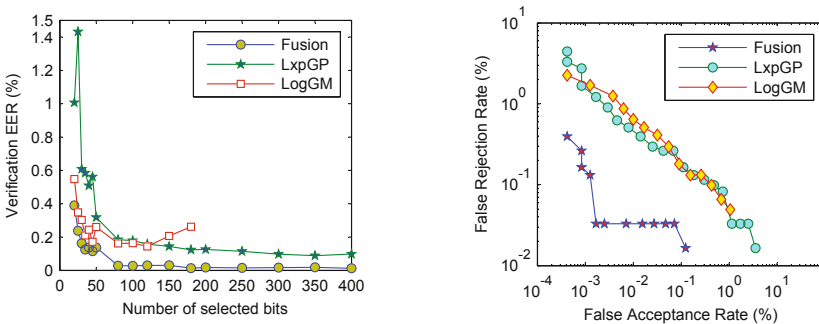 1.5
1.4
1.2
1
0.8
0.6
0.4
0.2
0
Verification EER (%)
Fusion
LxpGP
LogGM
0 50 100 150 200 250 300 350 400
Number of selected bits
10^1
10^0
10^-1
10^-2
False Rejection Rate (%)
Fusion
LxpGP
LogGM
10^-4 10^-3 10^-2 10^-1 10^0 10^1
False Acceptance Rate (%)